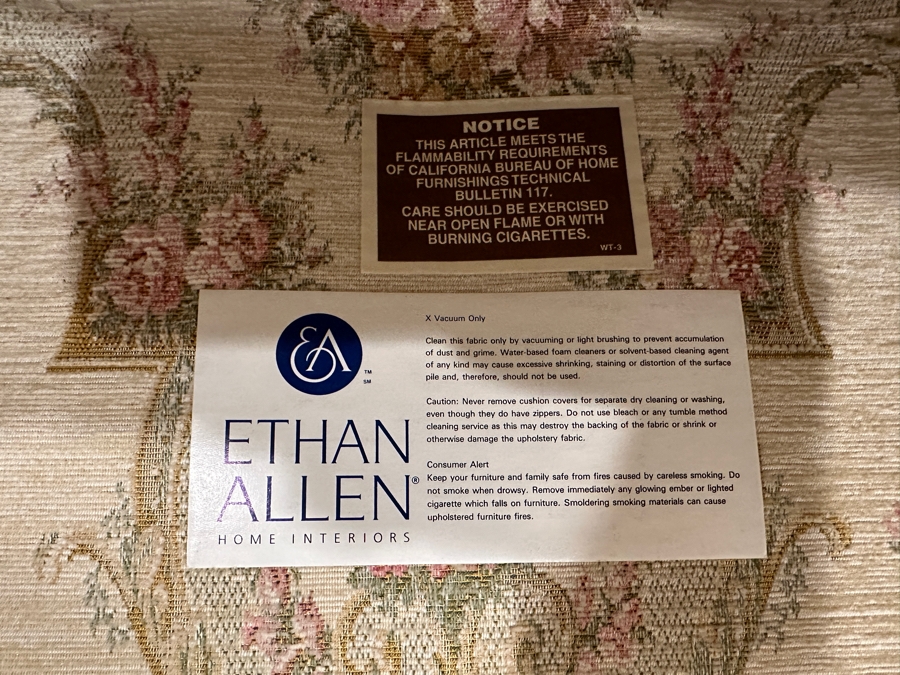 NOTICE
THIS ARTICLE MEETS THE
FLAMMABILITY REQUIREMENTS
OF CALIFORNIA BUREAU OF HOME
FURNISHINGS TECHNICAL
BULLETIN 117.
CARE SHOULD BE EXERCISED
NEAR OPEN FLAME OR WITH
BURNING CIGARETTES.
WT-3
EA
TM
SM
ETHAN
ALLEN®
HOME INTERIORS
X Vacuum Only
Clean this fabric only by vacuuming or light brushing to prevent accumulation
of dust and grime. Water-based foam cleaners or solvent-based cleaning agent
of any kind may cause excessive shrinking, staining or distortion of the surface
pile and, therefore, should not be used.
Caution: Never remove cushion covers for separate dry cleaning or washing,
even though they do have zippers. Do not use bleach or any tumble method
cleaning service as this may destroy the backing of the fabric or shrink or
otherwise damage the upholstery fabric.
Consumer Alert
Keep your furniture and family safe from fires caused by careless smoking. Do
not smoke when drowsy. Remove immediately any glowing ember or lighted
cigarette which falls on furniture. Smoldering smoking materials can cause
upholstered furniture fires.